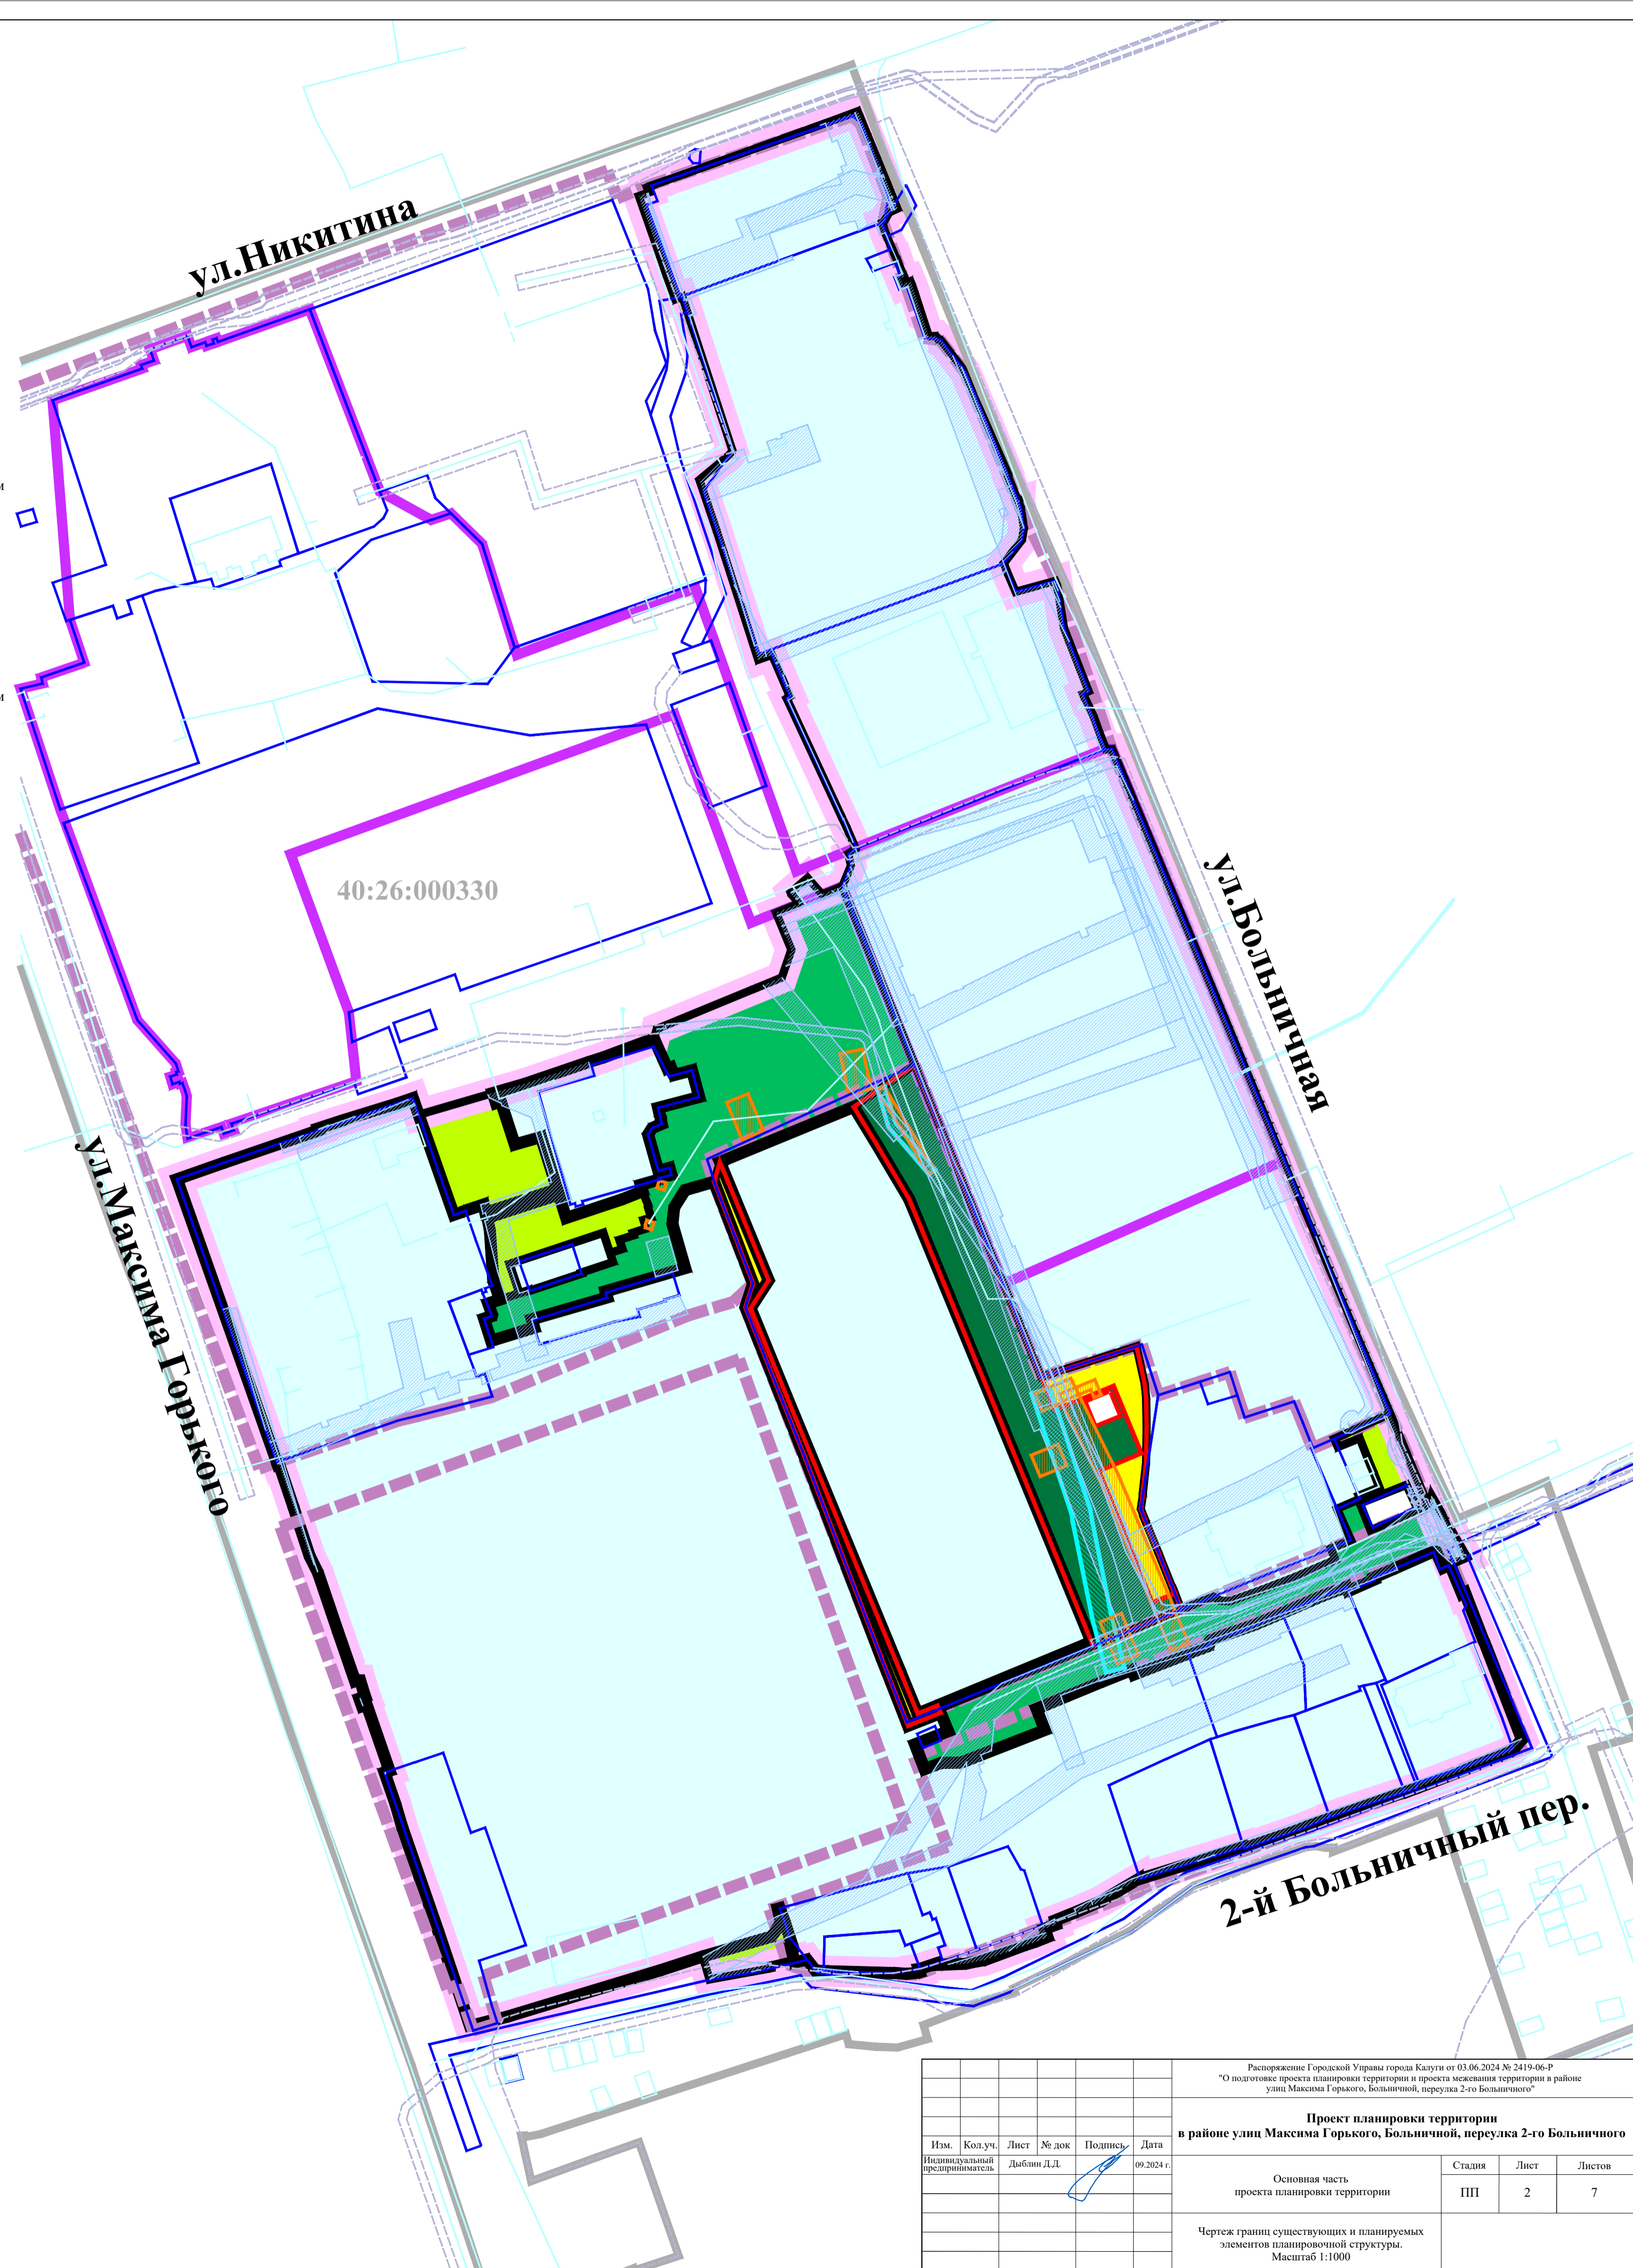 ул.Никитина
м
м
40:26:000330
ул.Больничная
ул.Максима Горького
2-й Больничный пер.
Распоряжение Городской Управы города Калуги от 03.06.2024 № 2419-06-Р
"О подготовке проекта планировки территории и проекта межевания территории в районе
улиц Максима Горького, Больничной, переулка 2-го Больничного"
Проект планировки территории
в районе улиц Максима Горького, Больничной, переулка 2-го Больничного
Изм. Кол.уч. Лист № док Подпись Дата
Индивидуальный
предприниматель
Дыблин Д.Д. 09.2024 г.
Основная часть
проекта планировки территории
Стадия Лист Листов
ПП 2 7
Чертеж границ существующих и планируемых
элементов планировочной структуры.
Масштаб 1:1000